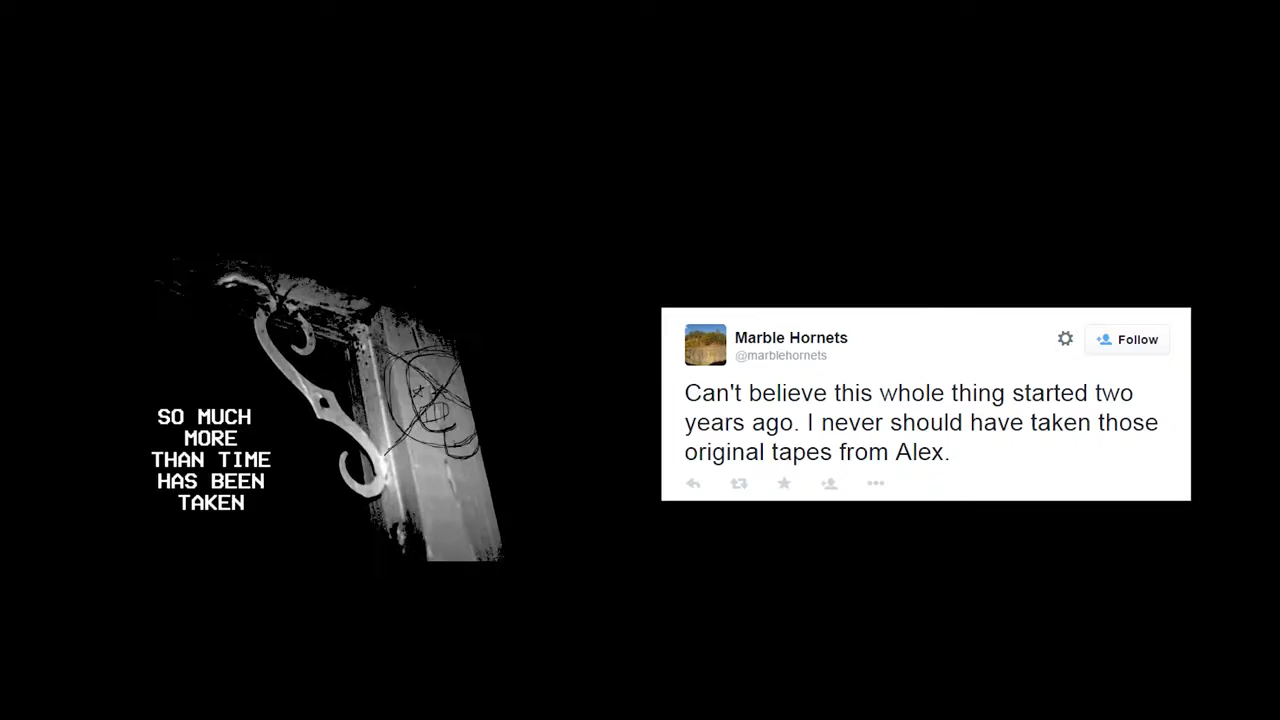 SO MUCH
MORE
THAN TIME
HAS BEEN
TAKEN
Marble Hornets
@marblehornets
Follow
Can't believe this whole thing started two
years ago. I never should have taken those
original tapes from Alex.